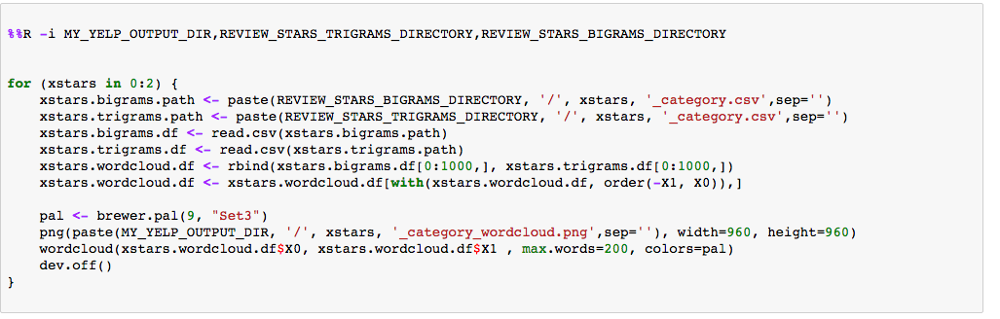 %%R -i MY_YELP_OUTPUT_DIR,REVIEW_STARS_TRIGRAMS_DIRECTORY,REVIEW_STARS_BIGRAMS_DIRECTORY
for (xstars in 0:2) {
    xstars.bigrams.path <- paste(REVIEW_STARS_BIGRAMS_DIRECTORY, '/', xstars, '_category.csv',sep='')
    xstars.trigrams.path <- paste(REVIEW_STARS_TRIGRAMS_DIRECTORY, '/', xstars, '_category.csv',sep='')
    xstars.bigrams.df <- read.csv(xstars.bigrams.path)
    xstars.trigrams.df <- read.csv(xstars.trigrams.path)
    xstars.wordcloud.df <- rbind(xstars.bigrams.df[0:1000,], xstars.trigrams.df[0:1000,])
    xstars.wordcloud.df <- xstars.wordcloud.df[with(xstars.wordcloud.df, order(-X1, X0)),]
    pal <- brewer.pal(9, "Set3")
    png(paste(MY_YELP_OUTPUT_DIR, '/', xstars, '_category_wordcloud.png',sep=''), width=960, height=960)
    wordcloud(xstars.wordcloud.df$X0, xstars.wordcloud.df$X1 , max.words=200, colors=pal)
    dev.off()
}